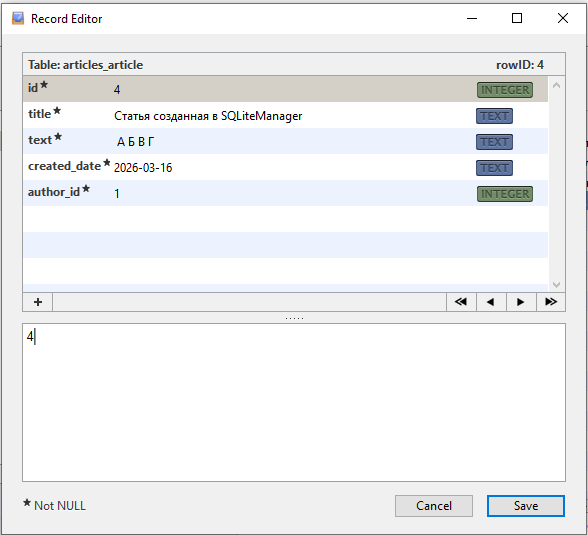 Record Editor
Table: articles_article rowID: 4
id★ 4 INTEGER
title★ Статья созданная в SQLiteManager TEXT
text★ А Б В Г TEXT
created_date★ 2026-03-16 TEXT
author_id★ 1 INTEGER
+
4
★ Not NULL Cancel Save